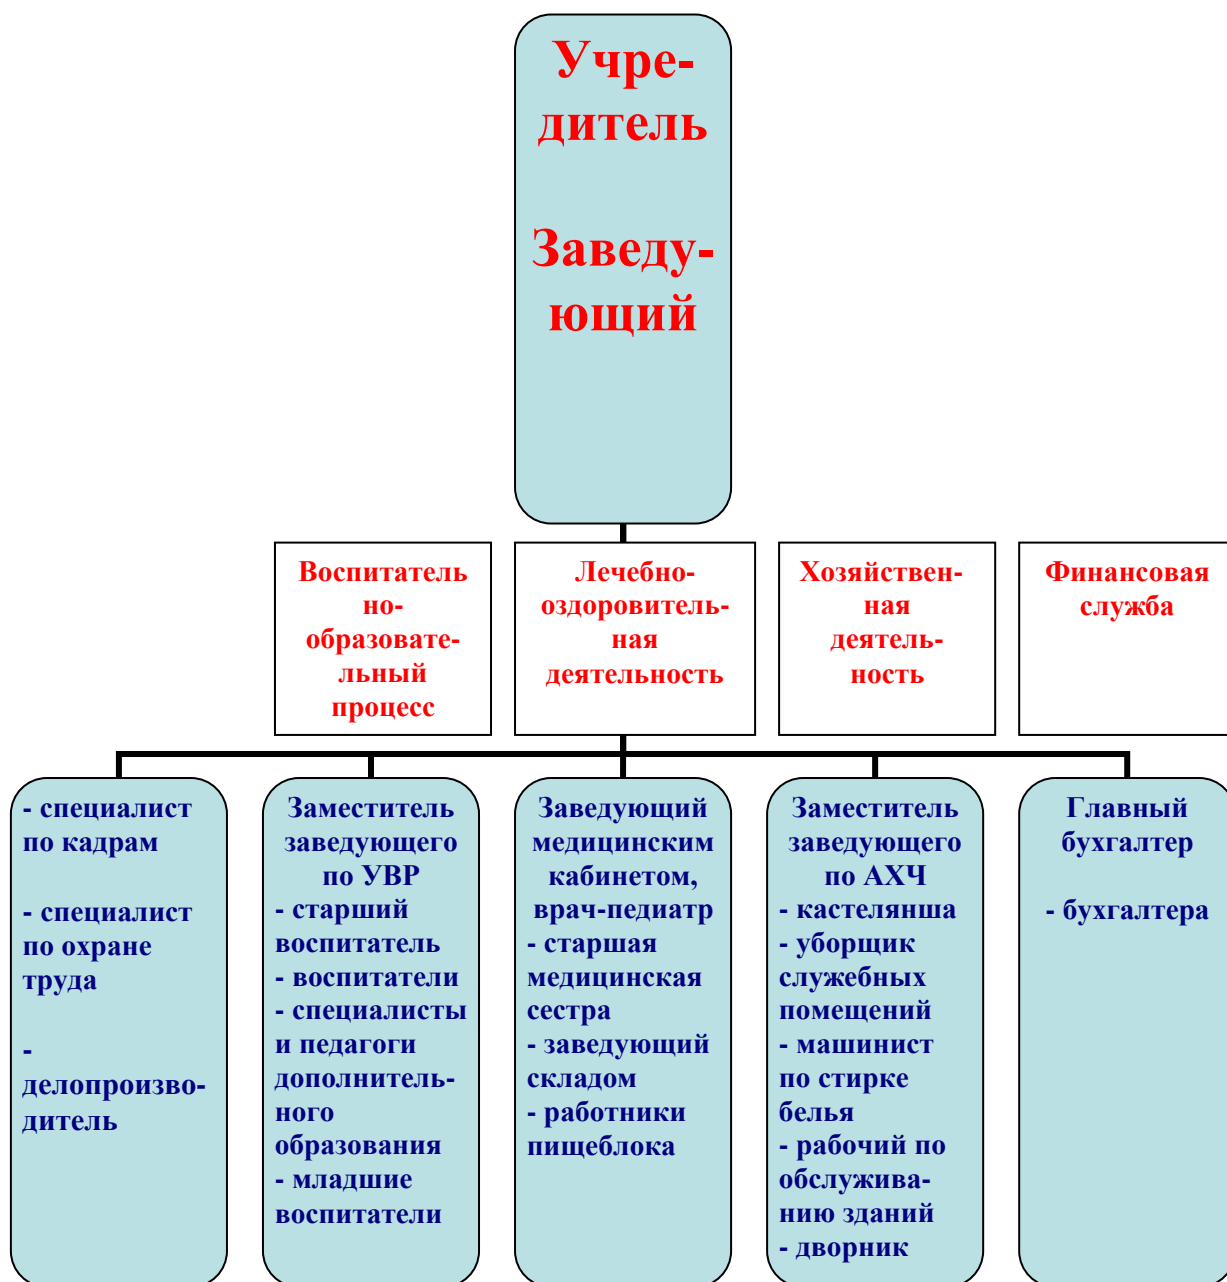 Учре-
дитель
Заведу-
ющий
Воспитатель
но-
образовате-
льный
процесс
Лечебно-
оздоровитель-
ная
деятельность
Хозяйствен-
ная
деятель-
ность
Финансовая
служба
- специалист
по кадрам
- специалист
по охране
труда
-
делопроизво-
дитель
Заместитель
заведующего
по УВР
- старший
воспитатель
- воспитатели
- специалисты
и педагоги
дополнитель-
ного
образования
- младшие
воспитатели
Заведующий
медицинским
кабинетом,
врач-педиатр
- старшая
медицинская
сестра
- заведующий
складом
- работники
пищеблока
Заместитель
заведующего
по АХЧ
- кастелянша
- уборщик
служебных
помещений
- машинист
по стирке
белья
- рабочий по
обслужива-
нию зданий
- дворник
Главный
бухгалтер
- бухгалтера